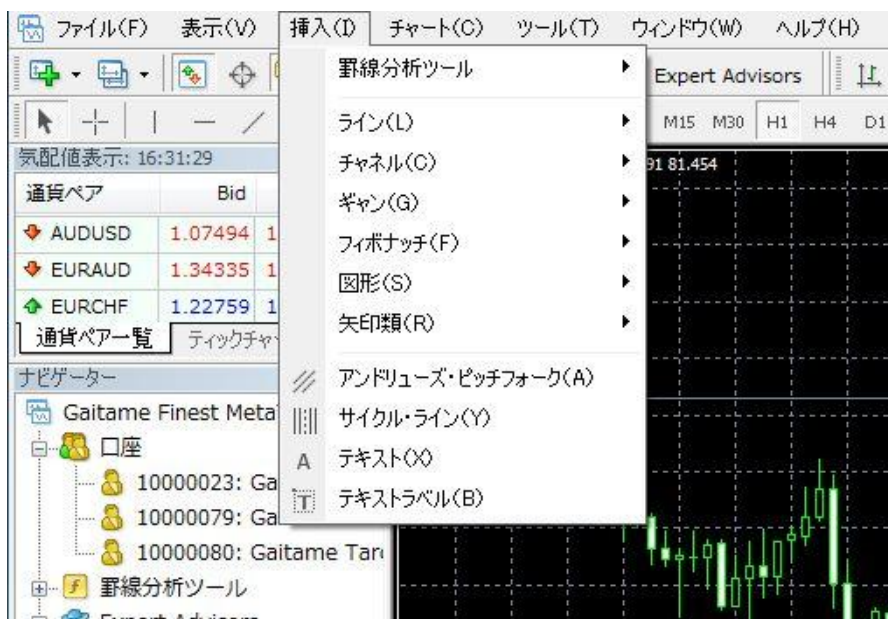 ファイル(F) 表示(V) 挿入(I) チャート(C) ツール(T) ウィンドウ(W) ヘルプ(H)
罫線分析ツール
Expert Advisors
ライン(L)
M15 M30 H1 H4 D1
気配値表示: 16:31:29
チャネル(C)
91 81.454
通貨ペア Bid
ギャン(G)
AUDUSD 1.07494 1
フィボナッチ(F)
EURAUD 1.34335 1
図形(S)
EURCHF 1.22759 1
矢印類(R)
通貨ペア一覧 ティックチャ
ナビゲーター
アンドリューズ・ピッチフォーク(A)
Gaitame Finest Meta
サイクル・ライン(Y)
口座
A テキスト(X)
10000023: Ga
T テキストラベル(B)
10000079: Ga
10000080: Gaitame Tar
f 罫線分析ツール
Expert Advisors